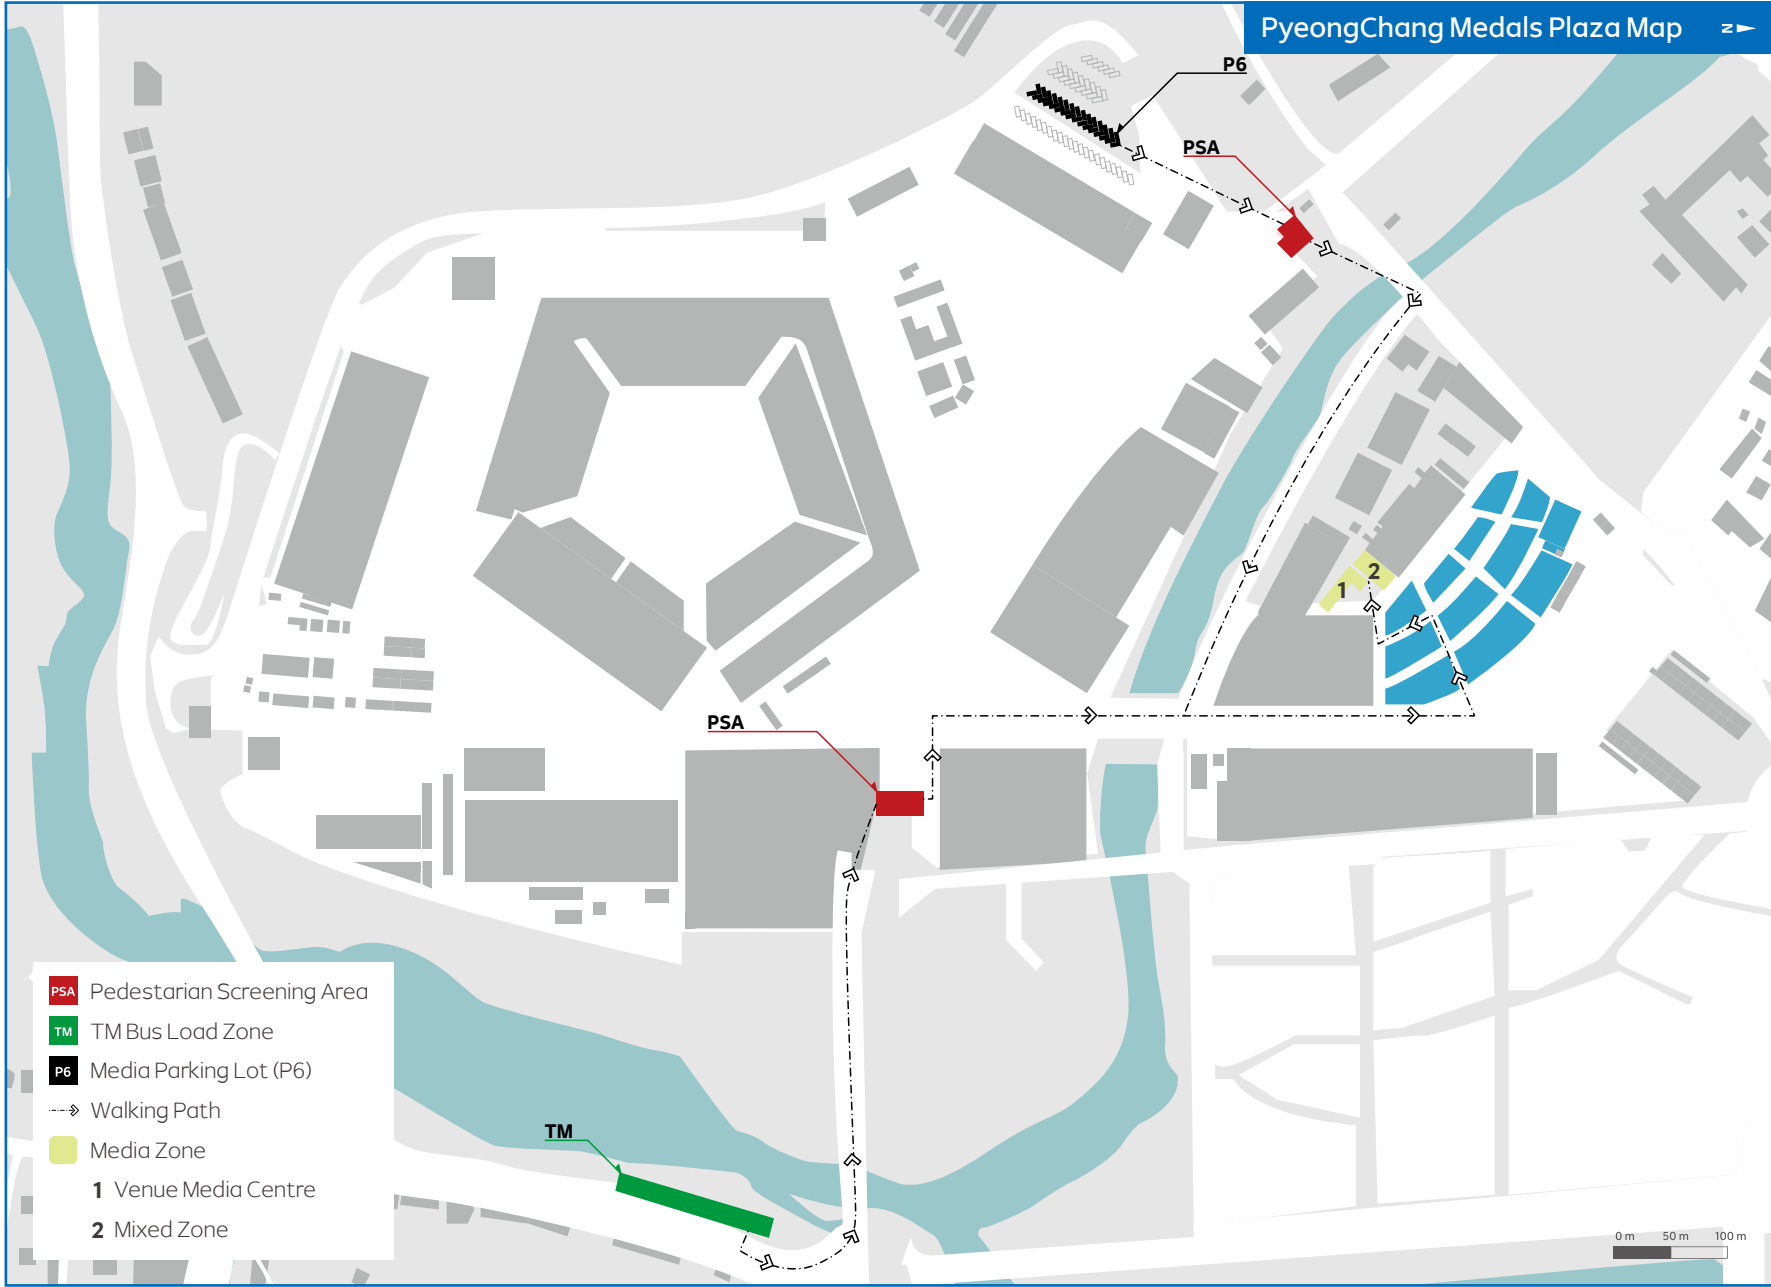 PyeongChang Medals Plaza Map
N
P6
PSA
2
1
PSA
PSA Pedestarian Screening Area
TM TM Bus Load Zone
P6 Media Parking Lot (P6)
Walking Path
Media Zone
1 Venue Media Centre
2 Mixed Zone
TM
0 m 50 m 100 m